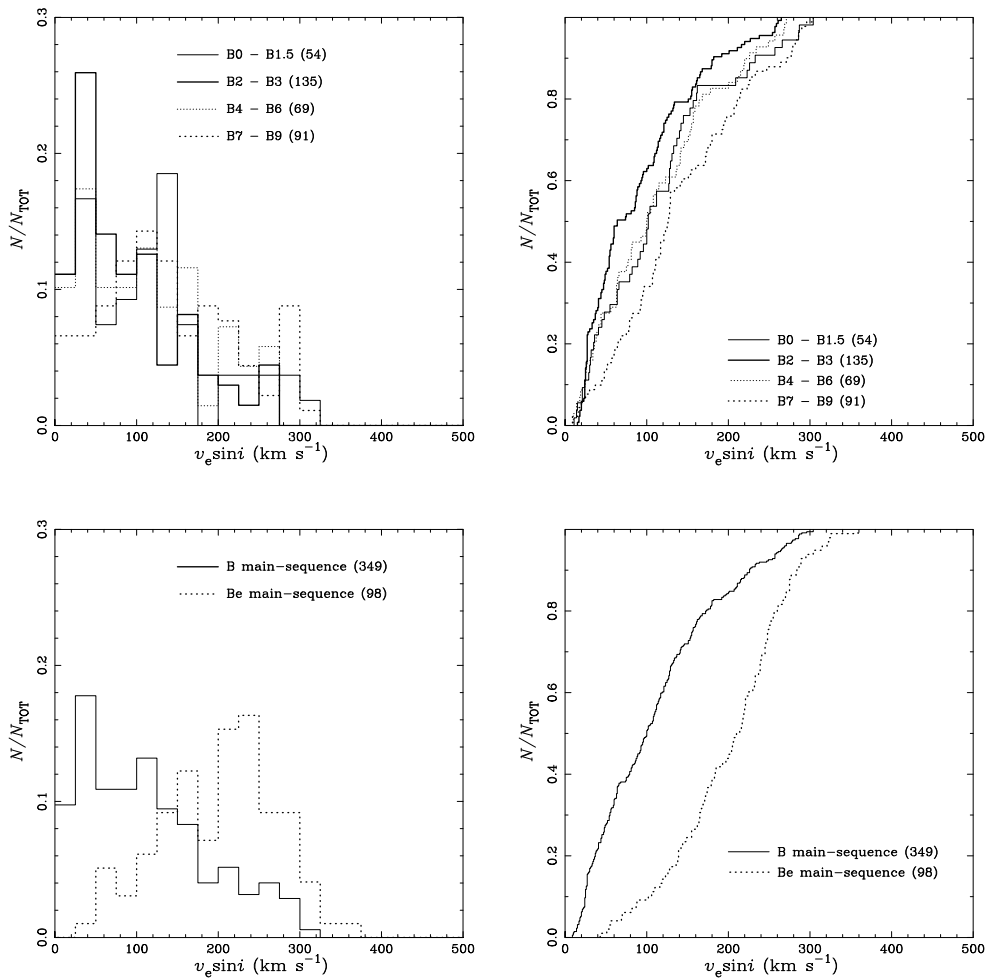 0.3
0.2
0.1
0.0
N/N_TOT
B0 − B1.5 (54)
B2 − B3 (135)
B4 − B6 (69)
B7 − B9 (91)
0 100 200 300 400 500
v_e sini (km s⁻¹)
0.8
0.6
0.4
0.2
0.0
N/N_TOT
B0 − B1.5 (54)
B2 − B3 (135)
B4 − B6 (69)
B7 − B9 (91)
0 100 200 300 400 500
v_e sini (km s⁻¹)
0.3
0.2
0.1
0.0
N/N_TOT
B main−sequence (349)
Be main−sequence (98)
0 100 200 300 400 500
v_e sini (km s⁻¹)
0.8
0.6
0.4
0.2
0.0
N/N_TOT
B main−sequence (349)
Be main−sequence (98)
0 100 200 300 400 500
v_e sini (km s⁻¹)